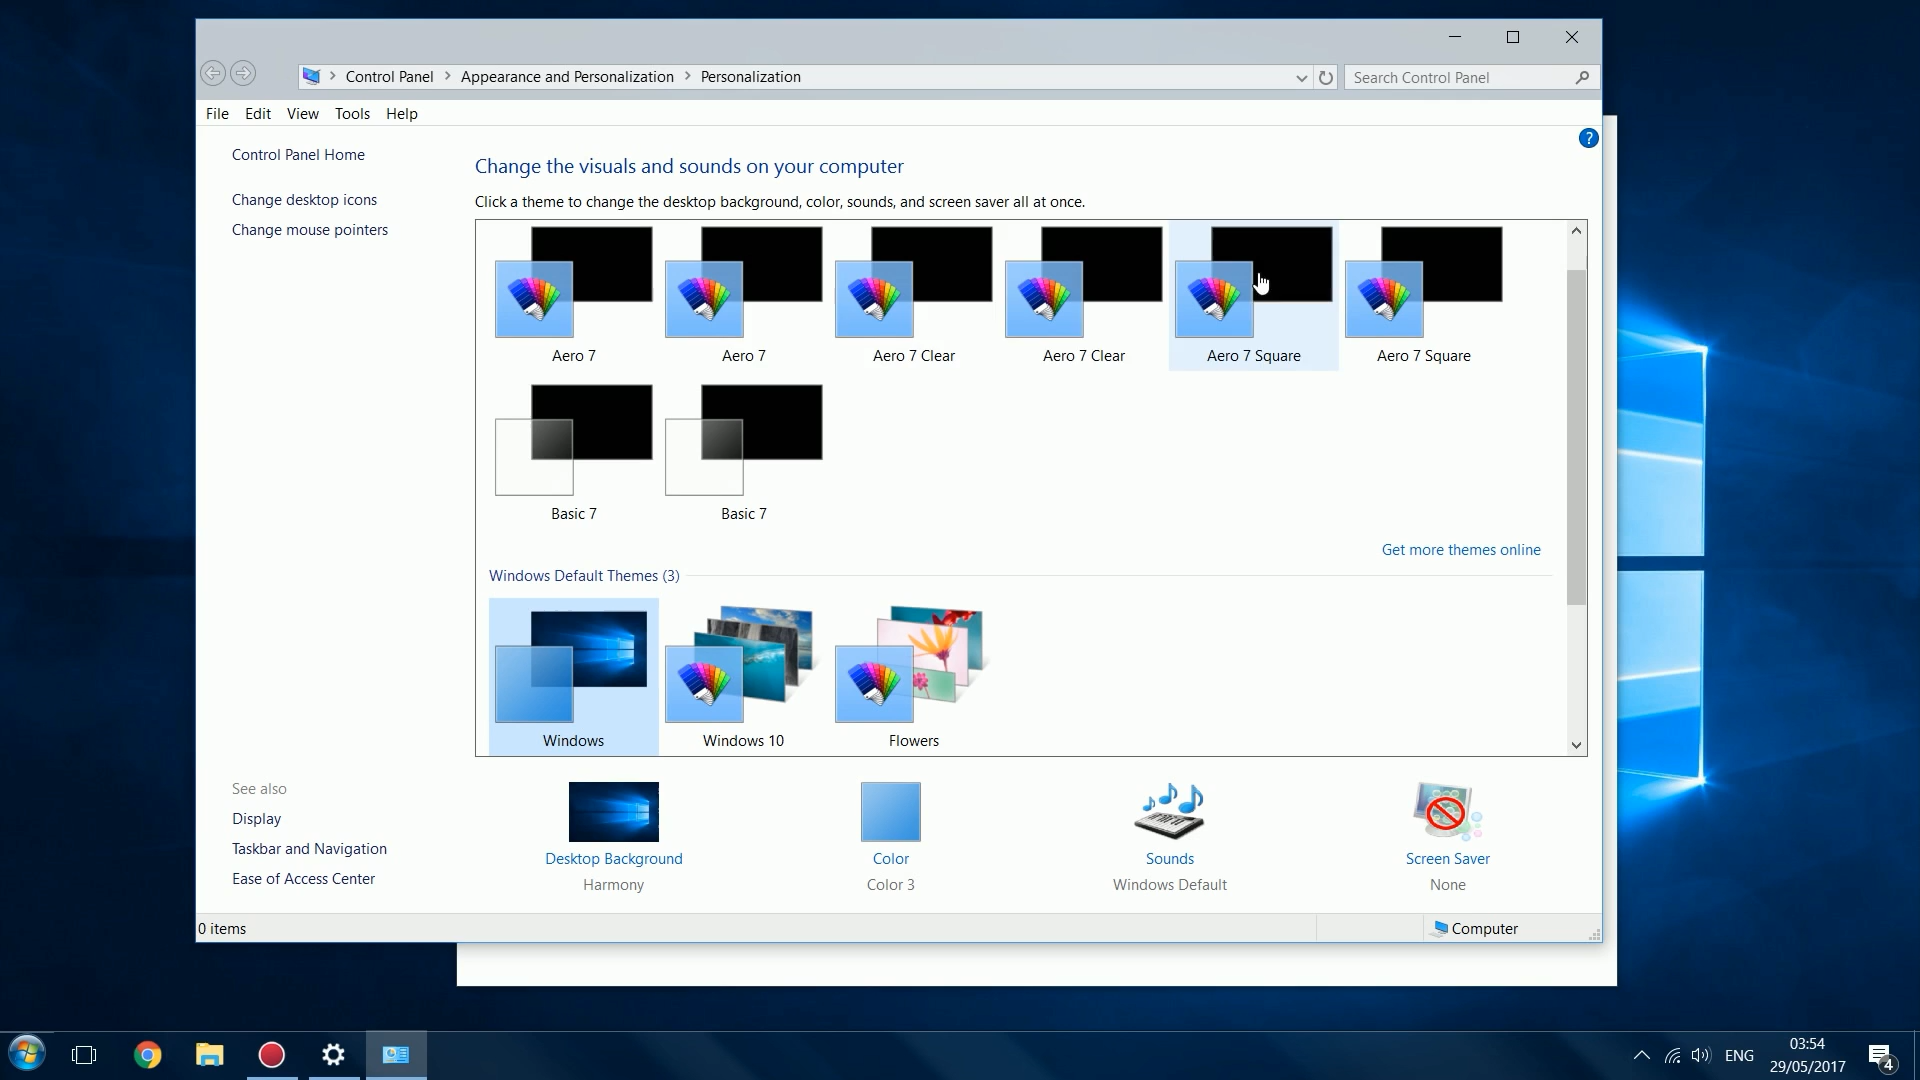 Control Panel > Appearance and Personalization > Personalization
Search Control Panel
File Edit View Tools Help
?
Control Panel Home
Change desktop icons
Change mouse pointers
Change the visuals and sounds on your computer
Click a theme to change the desktop background, color, sounds, and screen saver all at once.
Aero 7 Aero 7 Aero 7 Clear Aero 7 Clear Aero 7 Square Aero 7 Square
Basic 7 Basic 7
Get more themes online
Windows Default Themes (3)
Windows Windows 10 Flowers
See also
Display
Taskbar and Navigation
Ease of Access Center
Desktop Background Color Sounds Screen Saver
Harmony Color 3 Windows Default None
0 items
Computer
ENG
03:54
29/05/2017
4